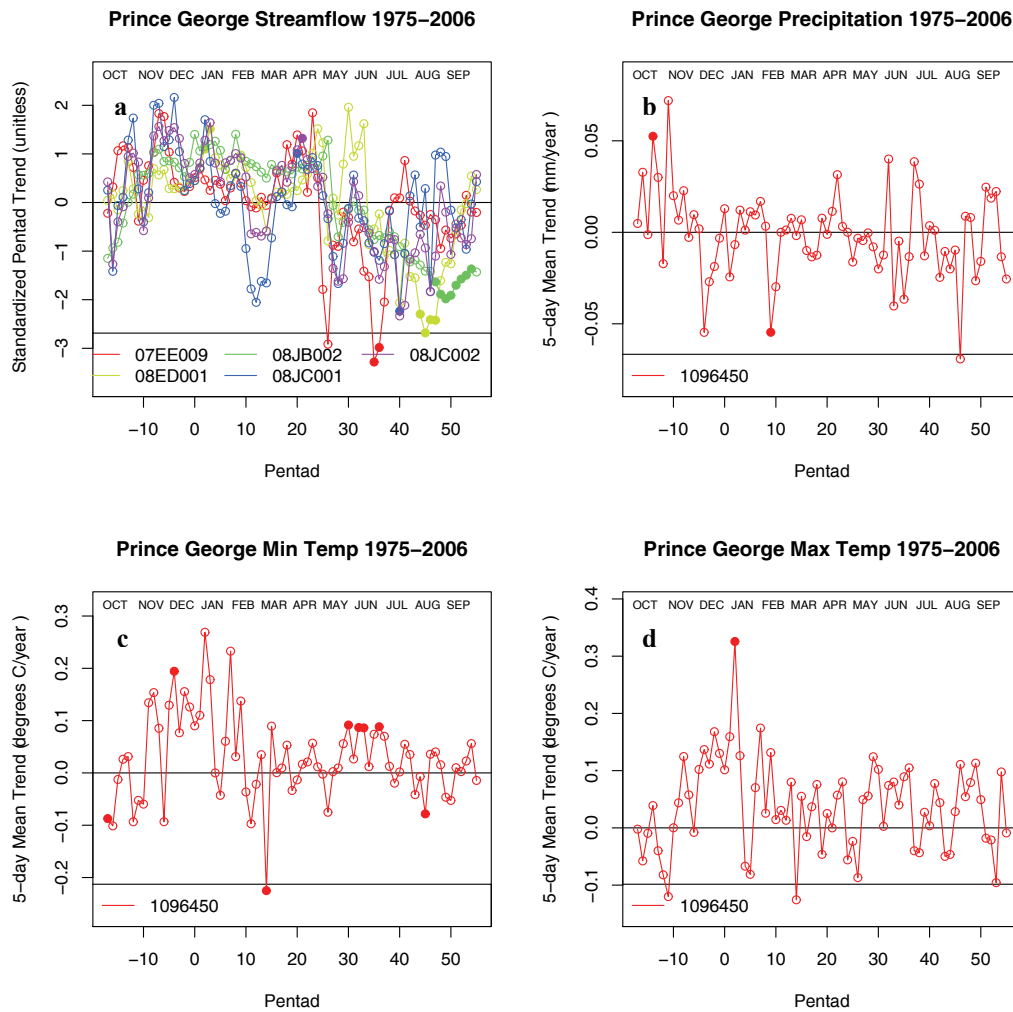 Prince George Streamflow 1975−2006
Standardized Pentad Trend (unitless)
2
1
0
−1
−2
−3
OCT NOV DEC JAN FEB MAR APR MAY JUN JUL AUG SEP
a
07EE009 08JB002 08JC002
08ED001 08JC001
−10 0 10 20 30 40 50
Pentad
Prince George Precipitation 1975−2006
5−day Mean Trend (mm/year)
0.05
0.00
−0.05
OCT NOV DEC JAN FEB MAR APR MAY JUN JUL AUG SEP
b
1096450
−10 0 10 20 30 40 50
Pentad
Prince George Min Temp 1975−2006
5−day Mean Trend (degrees C/year)
0.3
0.2
0.1
0.0
−0.1
−0.2
OCT NOV DEC JAN FEB MAR APR MAY JUN JUL AUG SEP
c
1096450
−10 0 10 20 30 40 50
Pentad
Prince George Max Temp 1975−2006
5−day Mean Trend (degrees C/year)
0.4
0.3
0.2
0.1
0.0
−0.1
OCT NOV DEC JAN FEB MAR APR MAY JUN JUL AUG SEP
d
1096450
−10 0 10 20 30 40 50
Pentad